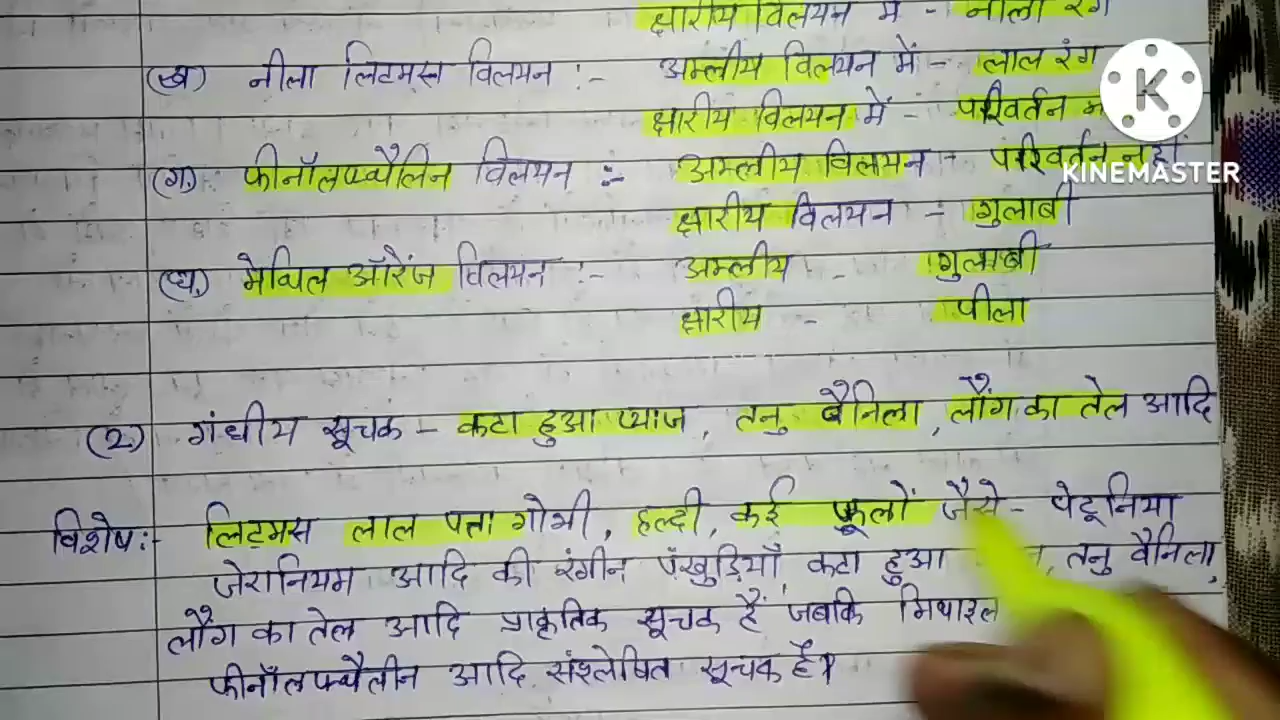 क्षारीय विलयन में - नीला रंग
(ख) नीला लिटमस विलयन :- अम्लीय विलयन में - लाल रंग
क्षारीय विलयन में - परिवर्तन
(ग) फीनॉलफ्थैलिन विलयन :- अम्लीय विलयन - परिवर्तन नहीं
क्षारीय विलयन - गुलाबी
(घ) मेथिल ऑरेंज विलयन :- अम्लीय - गुलाबी
क्षारीय - पीला
(2) गंधीय सूचक - कटा हुआ प्याज, तनु वैनिला, लौंग का तेल आदि
विशेष:- लिट्मस लाल पता गोभी, हल्दी, कई फूलों जैसे - पेटूनिया
जेरानियम आदि की रंगीन पंखुड़ियाँ, कटा हुआ , तनु वैनिला,
लौंग का तेल आदि प्राकृतिक सूचक हैं जबकि मिथाइल
फीनॉलफ्थैलीन आदि संश्लेषित सूचक है।
KINEMASTER